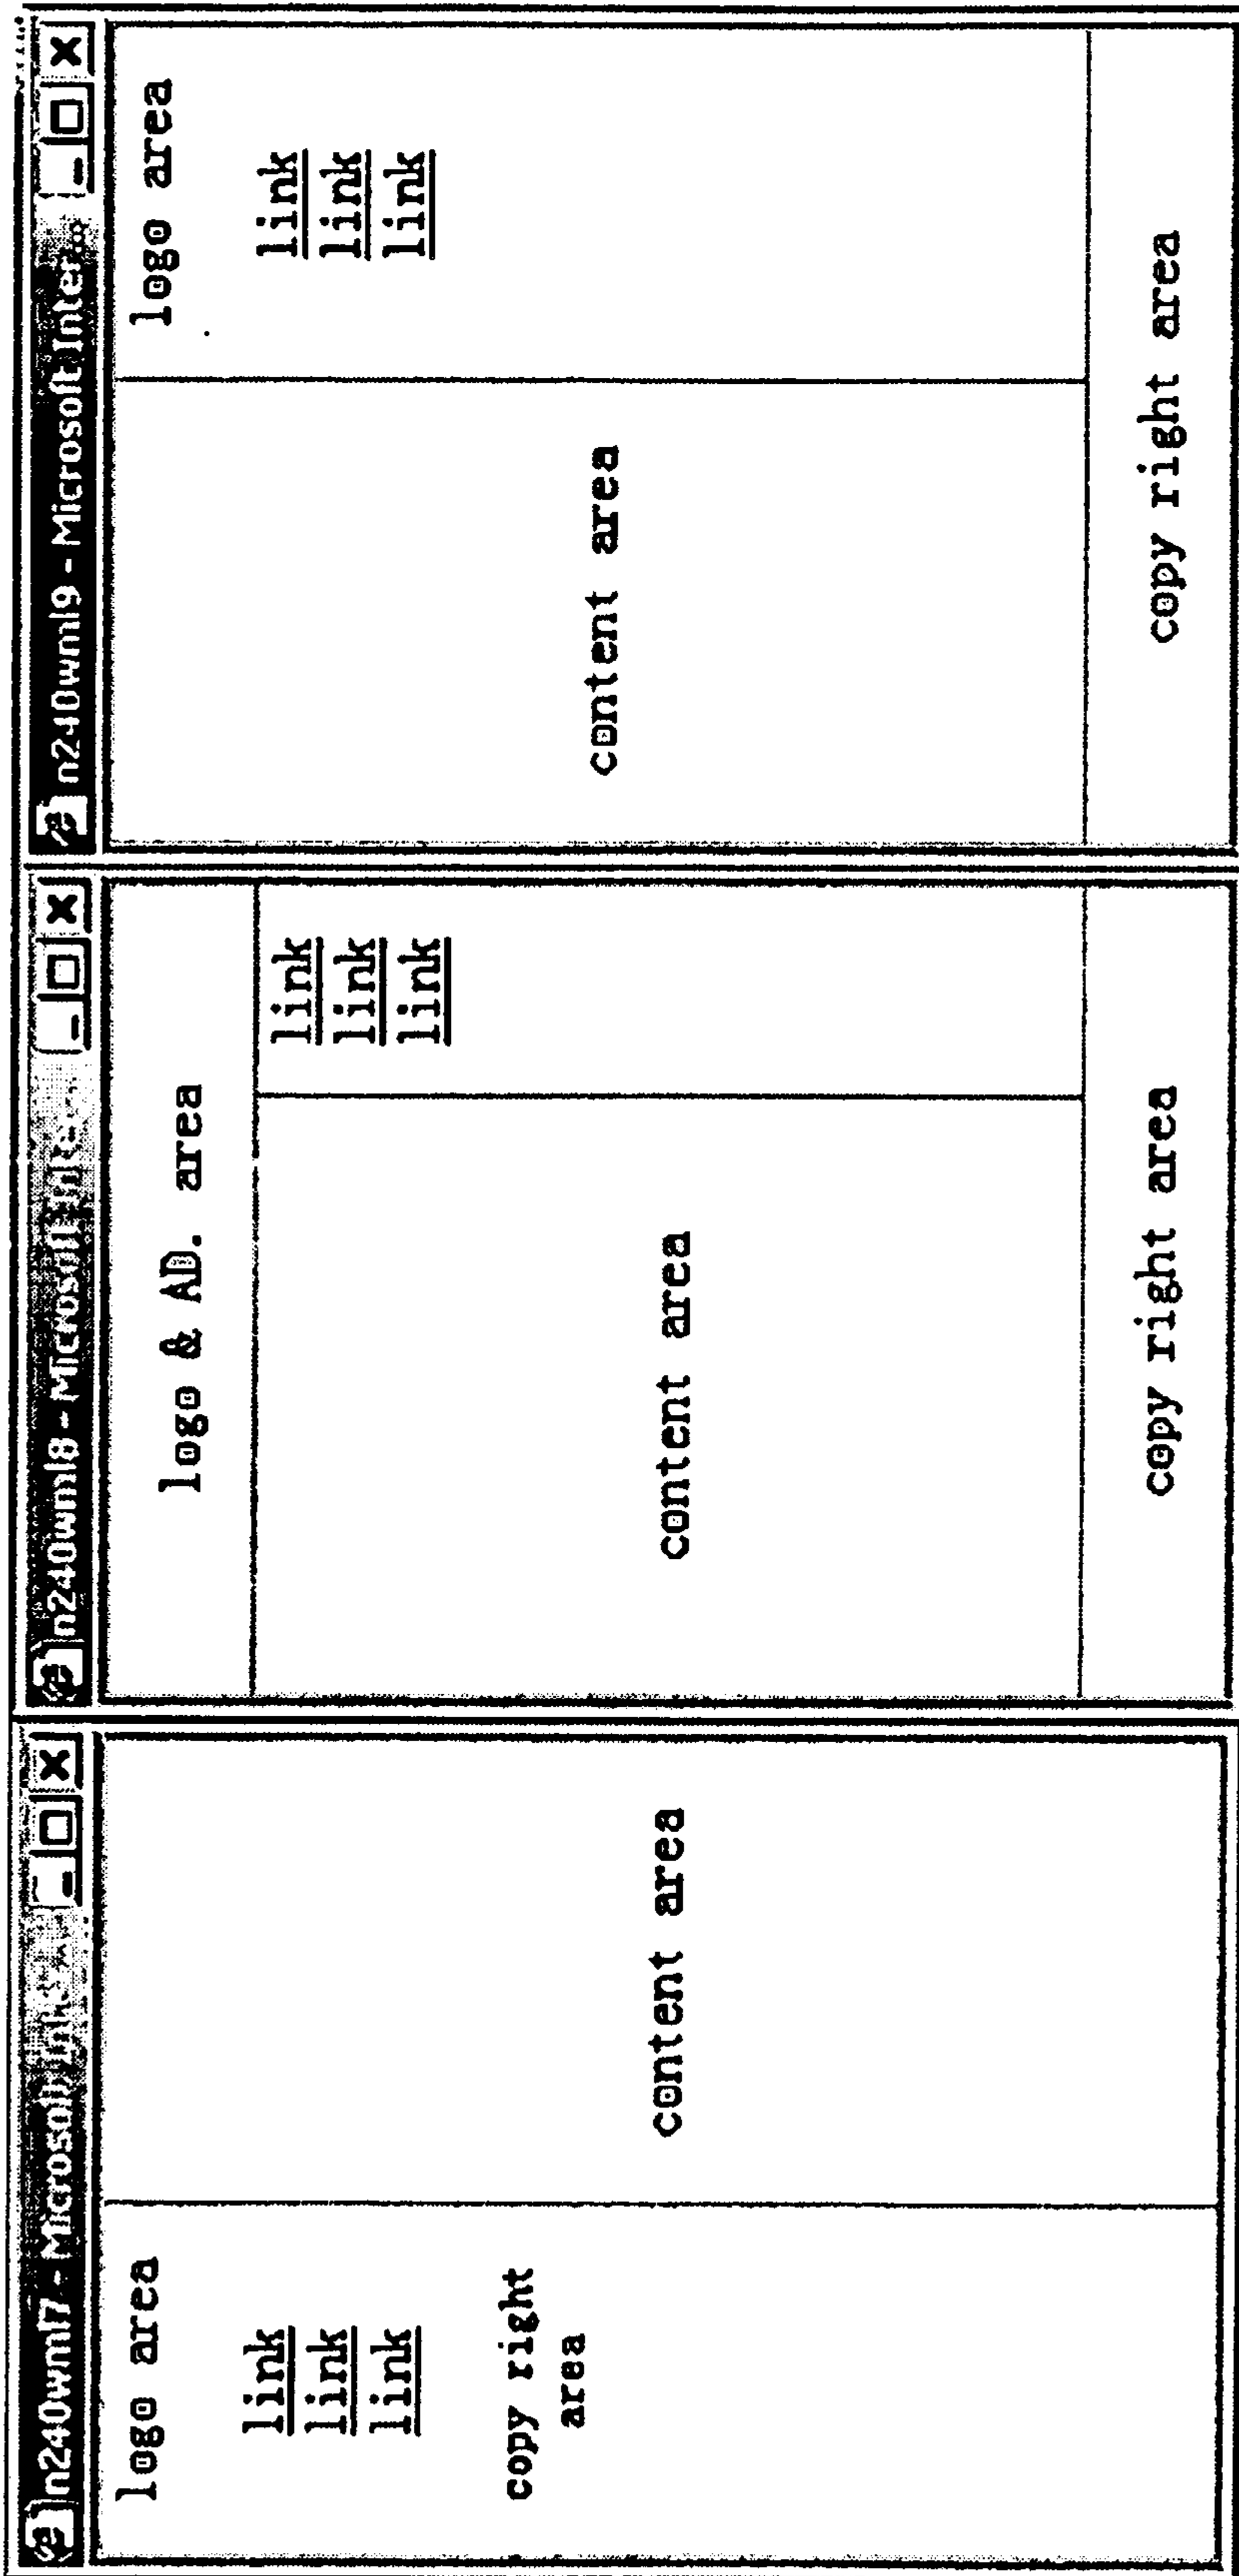 n240wml7 - Microsoft Inte...
logo area
link
link
link
copy right
area
content area
n240wml8 - Microsoft Inte...
logo & AD. area
link
link
link
content area
copy right area
n240wml9 - Microsoft Inter...
logo area
link
link
link
content area
copy right area